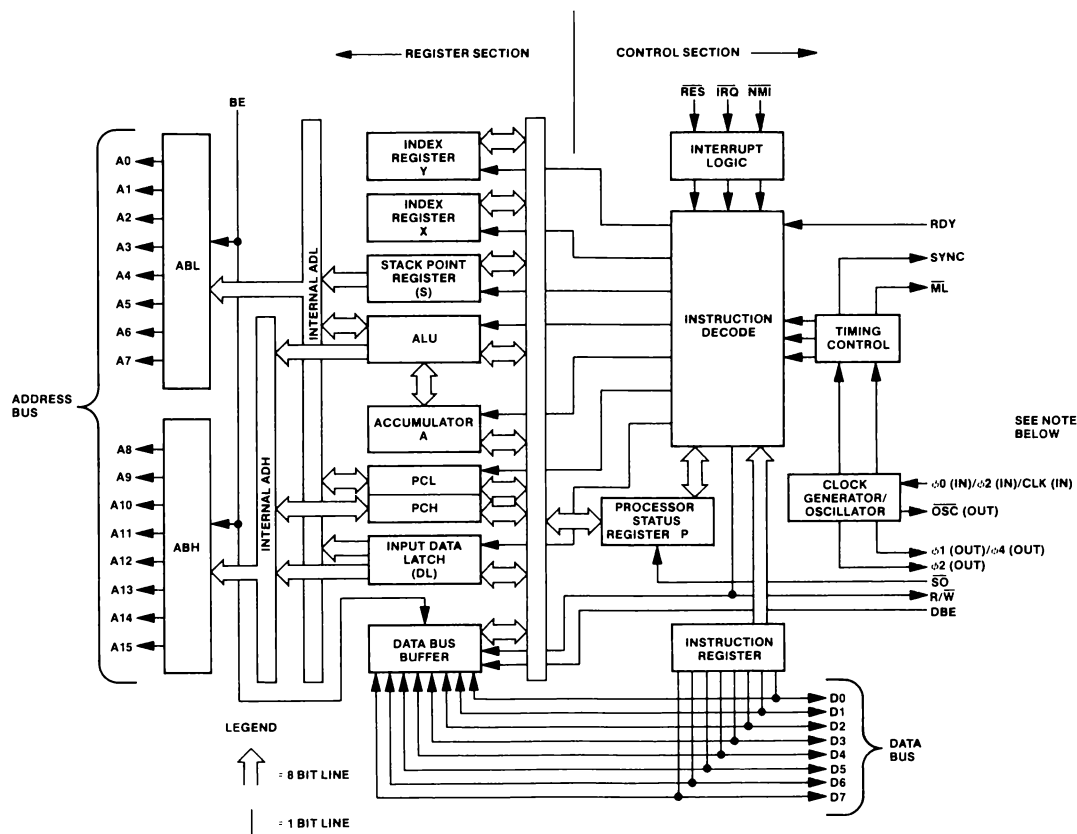 REGISTER SECTION
CONTROL SECTION
BE
RES IRQ NMI
INTERRUPT LOGIC
INDEX REGISTER Y
INDEX REGISTER X
STACK POINT REGISTER (S)
ALU
ACCUMULATOR A
PCL
PCH
INPUT DATA LATCH (DL)
DATA BUS BUFFER
INTERNAL ADL
INTERNAL ADH
ABL
ABH
ADDRESS BUS
A0
A1
A2
A3
A4
A5
A6
A7
A8
A9
A10
A11
A12
A13
A14
A15
INSTRUCTION DECODE
TIMING CONTROL
CLOCK GENERATOR/ OSCILLATOR
PROCESSOR STATUS REGISTER P
INSTRUCTION REGISTER
RDY
SYNC
ML
SEE NOTE BELOW
ϕ0 (IN)/ϕ2 (IN)/CLK (IN)
OSC (OUT)
ϕ1 (OUT)/ϕ4 (OUT)
ϕ2 (OUT)
SO
R/W
DBE
D0
D1
D2
D3
D4
D5
D6
D7
DATA BUS
LEGEND
= 8 BIT LINE
= 1 BIT LINE